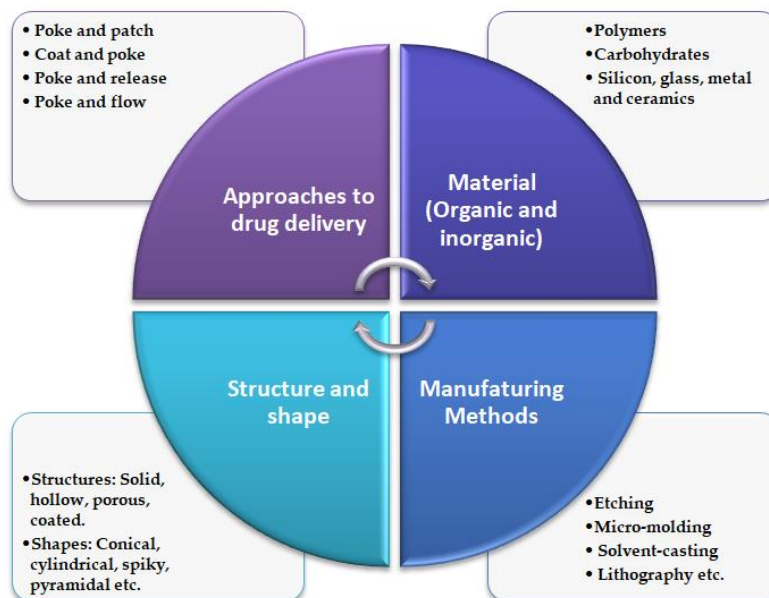 • Poke and patch
• Coat and poke
• Poke and release
• Poke and flow
•Polymers
•Carbohydrates
• Silicon, glass, metal
and ceramics
Approaches to
drug delivery
Material
(Organic and
inorganic)
Structure and
shape
Manufaturing
Methods
•Structures: Solid,
hollow, porous,
coated.
•Shapes: Conical,
cylindrical, spiky,
pyramidal etc.
•Etching
•Micro-molding
• Solvent-casting
• Lithography etc.